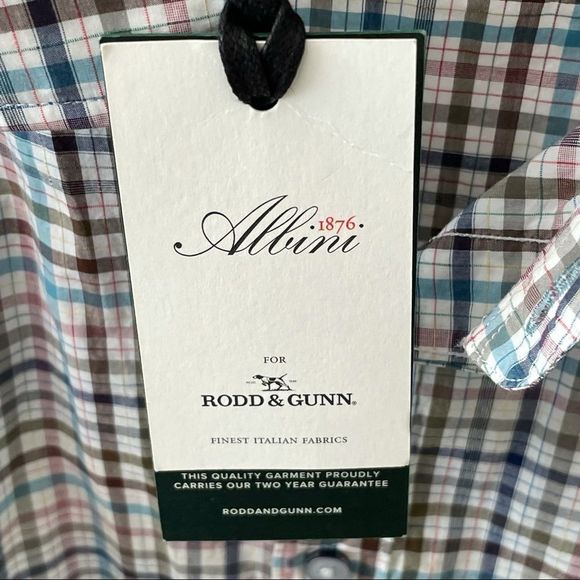 Albini 1876
FOR
RODD & GUNN®
FINEST ITALIAN FABRICS
THIS QUALITY GARMENT PROUDLY
CARRIES OUR TWO YEAR GUARANTEE
RODDANDGUNN.COM